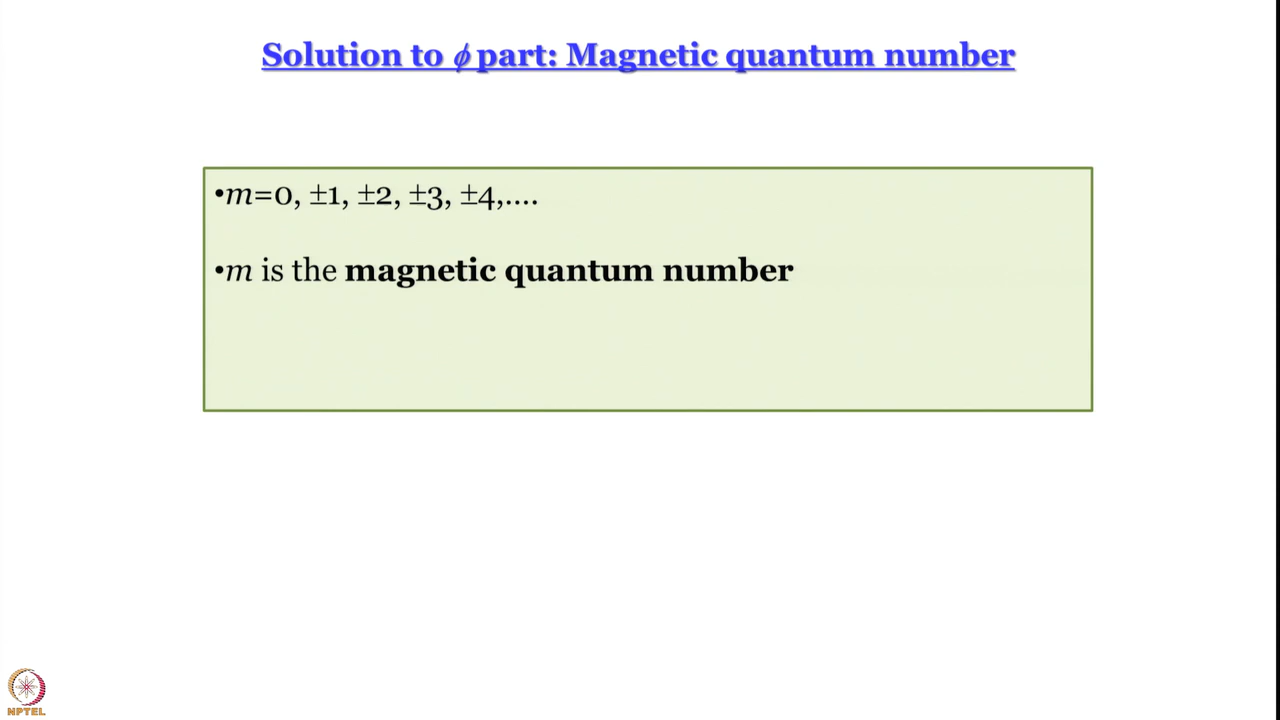 Solution to ϕ part: Magnetic quantum number
•m=0, ±1, ±2, ±3, ±4,....
•m is the magnetic quantum number
NPTEL